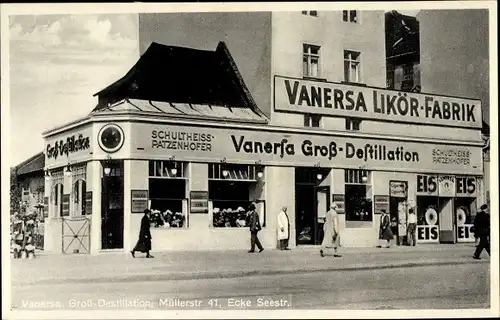 VANERSA LIKÖR-FABRIK
Groß-Destillation
SCHULTHEISS-
PATZENHOFER
Vanersa Groß-Destillation
SCHULTHEISS
PATZENHOFER
EIS EIS
EIS EIS
Vanersa. Groß-Destillation, Müllerstr 41, Ecke Seestr.